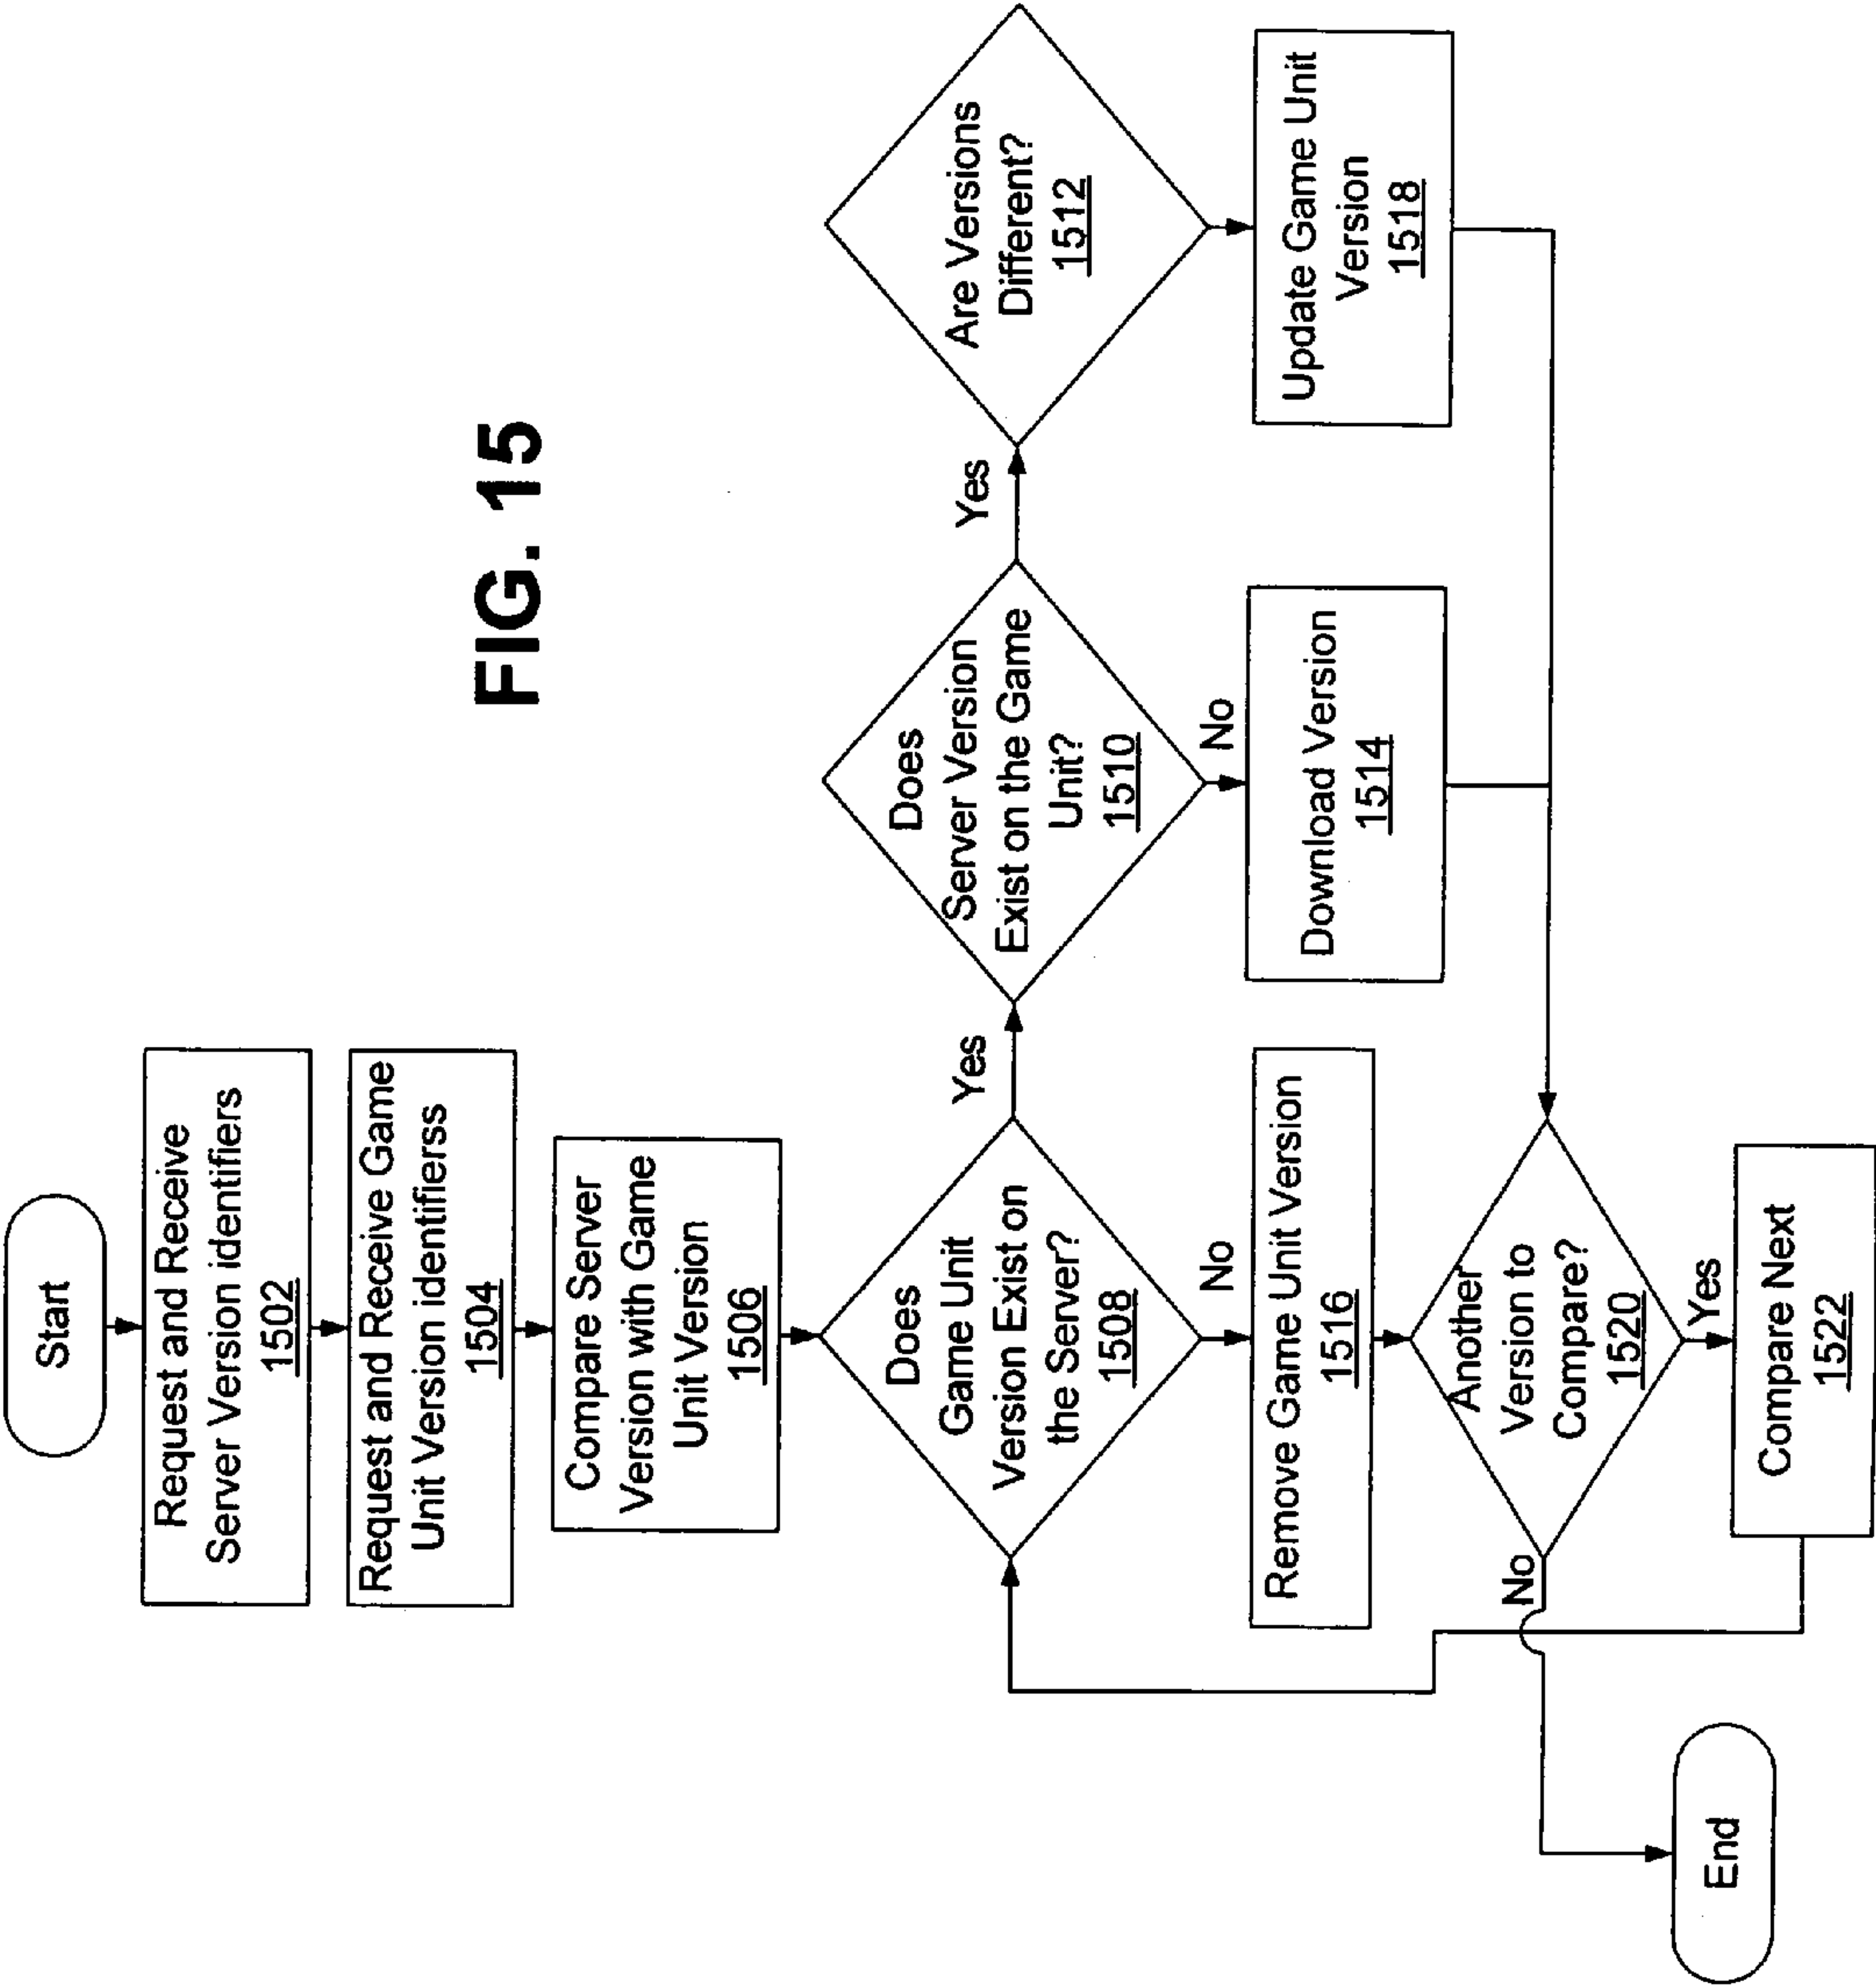 FIG. 15
Start
Request and Receive
Server Version identifiers
1502
Request and Receive Game
Unit Version identifierss
1504
Compare Server
Version with Game
Unit Version
1506
Does
Game Unit
Version Exist on
the Server?
1508
Yes
No
Does
Server Version
Exist on the Game
Unit?
1510
Yes
No
Are Versions
Different?
1512
Remove Game Unit Version
1516
Download Version
1514
Update Game Unit
Version
1518
Another
Version to
Compare?
1520
No
Yes
Compare Next
1522
End